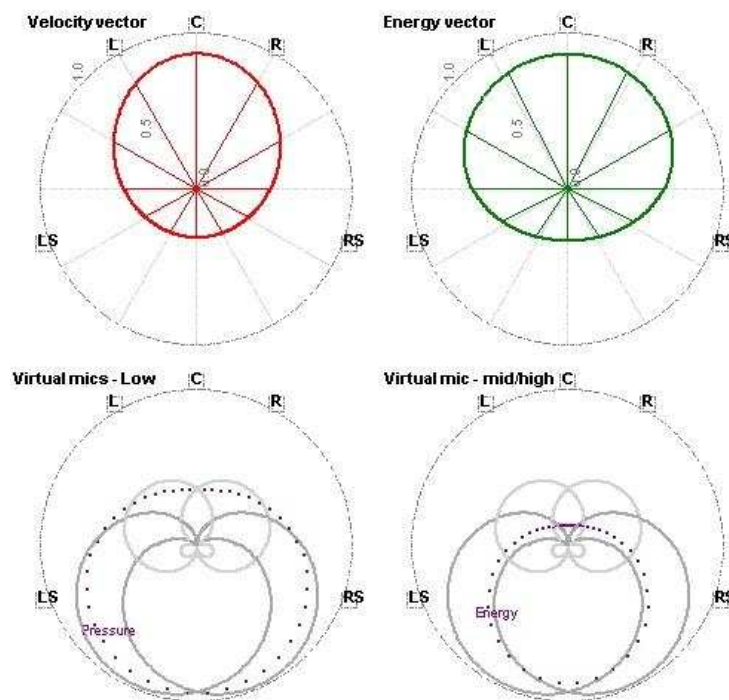 Velocity vector
C
L
R
1.0
0.5
0.0
LS
RS
Energy vector
C
L
R
1.0
0.5
0.0
LS
RS
Virtual mics - Low
C
L
R
LS
RS
Pressure
Virtual mic - mid/high
C
L
R
LS
RS
Energy